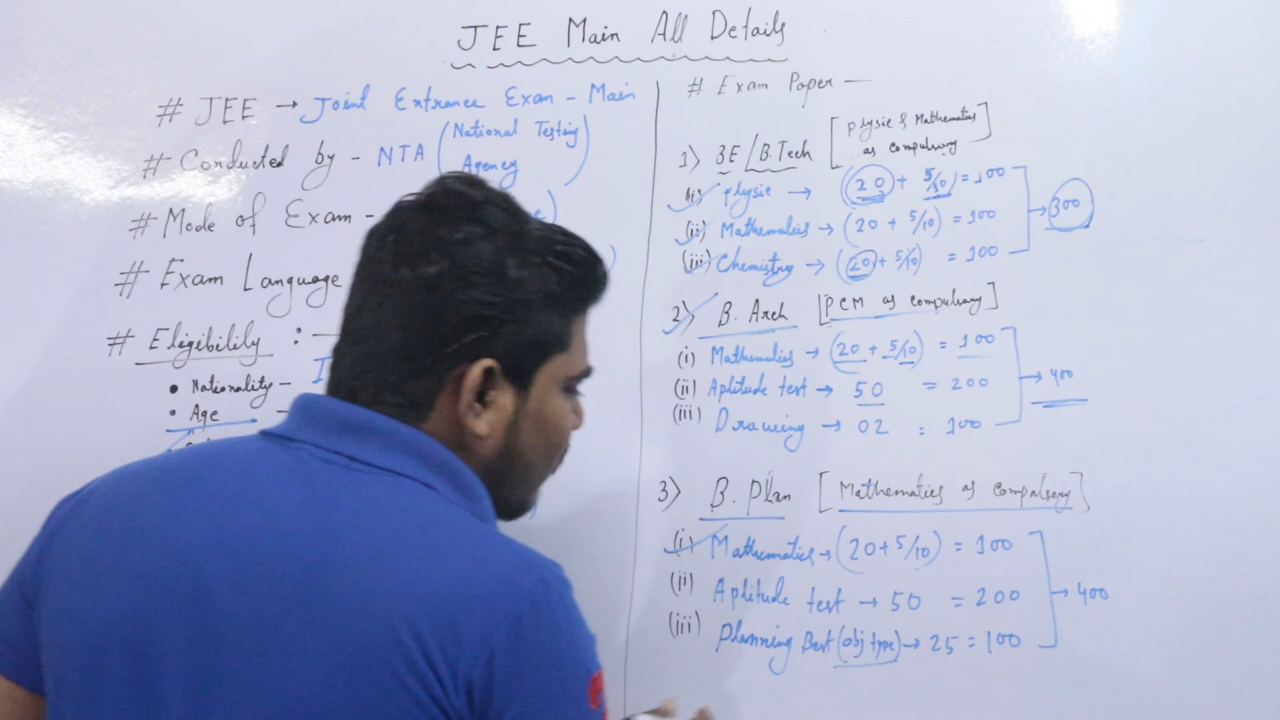 JEE Main All Details
# JEE → Joint Entrance Exam - Main
# Conducted by - NTA (National Testing Agency)
# Mode of Exam -
# Exam Language
# Eligibility : —
• Nationality -
• Age -
# Exam Paper —
1) BE/B.Tech [physic & Mathematics as compulsory]
(i) physic → (20 + 5/10) = 100
(ii) Mathematics → (20 + 5/10) = 100
(iii) Chemistry → (20 + 5/10) = 100
→ 300
2) B. Arch [PCM as compulsory]
(i) Mathematics → (20 + 5/10) = 100
(ii) Aptitude test → 50 = 200
(iii) Drawing → 02 = 100
→ 400
3) B. Plan [Mathematics as compulsory]
(i) Mathematics → (20+5/10) = 100
(ii) Aptitude test → 50 = 200
(iii) Planning Best (obj type) → 25 = 100
→ 400